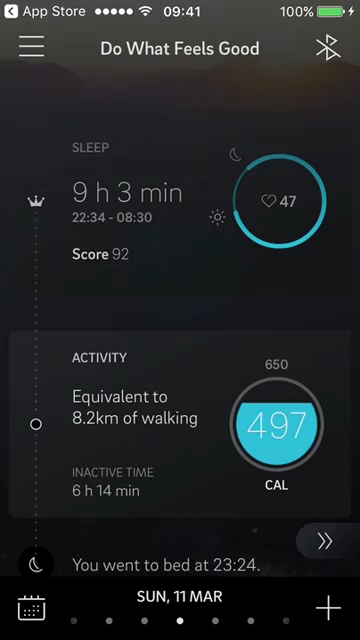 App Store 09:41 100%
Do What Feels Good
SLEEP
9 h 3 min
22:34 - 08:30
Score 92
47
ACTIVITY
Equivalent to
8.2km of walking
INACTIVE TIME
6 h 14 min
650
497
CAL
You went to bed at 23:24.
SUN, 11 MAR